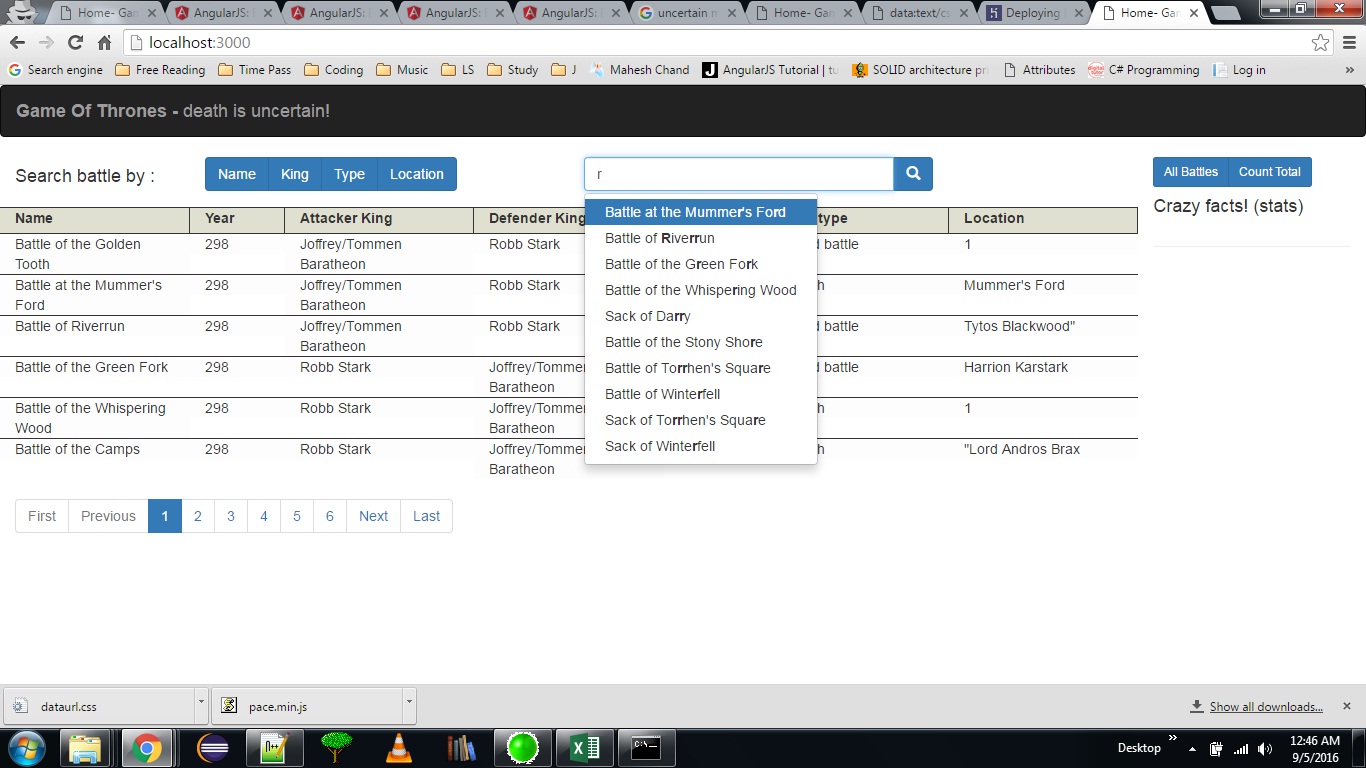 Home- Gam AngularJS: I AngularJS: I AngularJS: I AngularJS: I uncertain m Home- Gam data:text/cs Deploying Home- Gam
localhost:3000
Search engine Free Reading Time Pass Coding Music LS Study J Mahesh Chand AngularJS Tutorial | tu SOLID architecture pri Attributes C# Programming Log in »
Game Of Thrones - death is uncertain!
Search battle by : Name King Type Location r All Battles Count Total
Crazy facts! (stats)
Name Year Attacker King Defender King type Location
Battle of the Golden 298 Joffrey/Tommen Robb Stark d battle 1
Tooth Baratheon
Battle at the Mummer's 298 Joffrey/Tommen Robb Stark h Mummer's Ford
Ford Baratheon
Battle of Riverrun 298 Joffrey/Tommen Robb Stark d battle Tytos Blackwood"
Baratheon
Battle of the Green Fork 298 Robb Stark Joffrey/Tommen d battle Harrion Karstark
Baratheon
Battle of the Whispering 298 Robb Stark Joffrey/Tommen h 1
Wood Baratheon
Battle of the Camps 298 Robb Stark Joffrey/Tommen h "Lord Andros Brax
Baratheon
Battle at the Mummer's Ford
Battle of Riverrun
Battle of the Green Fork
Battle of the Whispering Wood
Sack of Darry
Battle of the Stony Shore
Battle of Torrhen's Square
Battle of Winterfell
Sack of Torrhen's Square
Sack of Winterfell
First Previous 1 2 3 4 5 6 Next Last
dataurl.css pace.min.js Show all downloads...
Desktop » 12:46 AM
9/5/2016